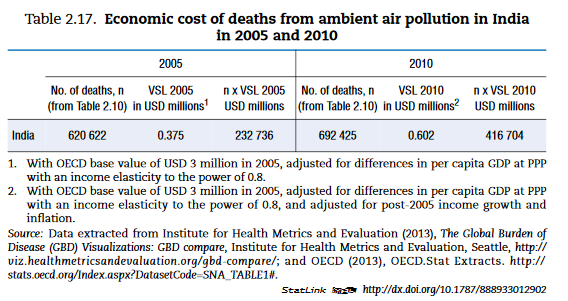 Table 2.17. Economic cost of deaths from ambient air pollution in India
in 2005 and 2010
2005 2010
No. of deaths, n VSL 2005 n x VSL 2005 No. of deaths, n VSL 2010 n x VSL 2010
(from Table 2.10) in USD millions1 USD millions (from Table 2.10) in USD millions2 USD millions
India 620 622 0.375 232 736 692 425 0.602 416 704
1. With OECD base value of USD 3 million in 2005, adjusted for differences in per capita GDP at PPP
with an income elasticity to the power of 0.8.
2. With OECD base value of USD 3 million in 2005, adjusted for differences in per capita GDP at PPP
with an income elasticity to the power of 0.8, and adjusted for post-2005 income growth and
inflation.
Source: Data extracted from Institute for Health Metrics and Evaluation (2013), The Global Burden of
Disease (GBD) Visualizations: GBD compare, Institute for Health Metrics and Evaluation, Seattle, http://
viz.healthmetricsandevaluation.org/gbd-compare/; and OECD (2013), OECD.Stat Extracts. http://
stats.oecd.org/Index.aspx?DatasetCode=SNA_TABLE1#.
StatLink http://dx.doi.org/10.1787/888933012902